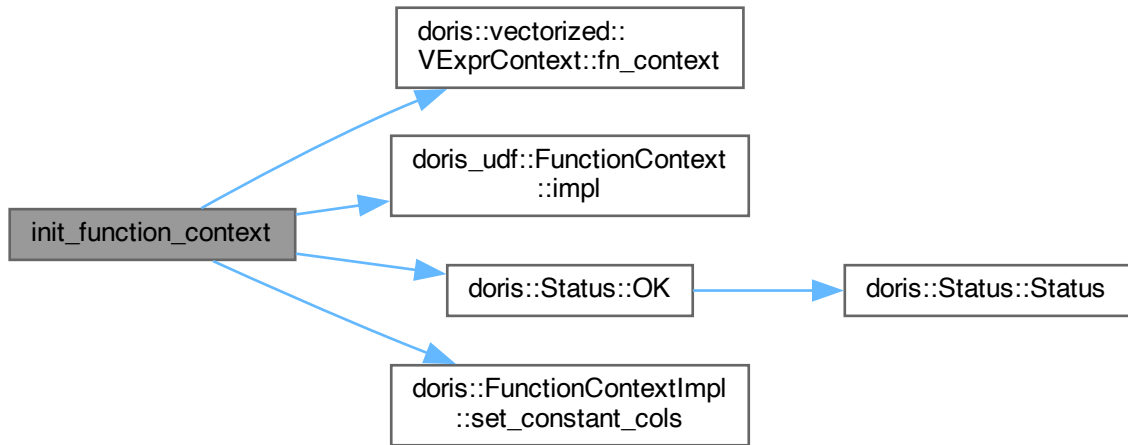 doris::vectorized::
VExprContext::fn_context
doris_udf::FunctionContext
::impl
init_function_context
doris::Status::OK
doris::Status::Status
doris::FunctionContextImpl
::set_constant_cols